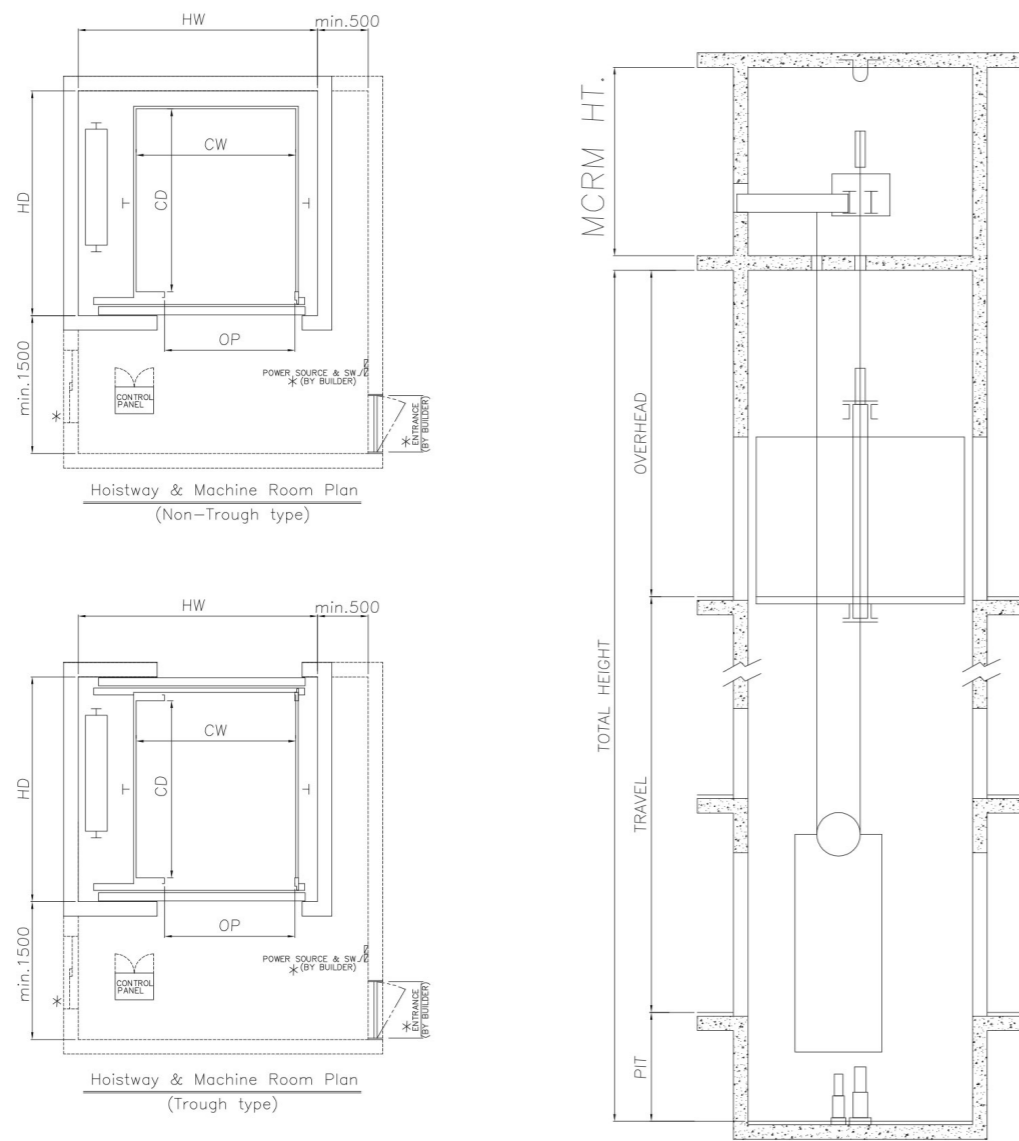 HW
min.500
HD
CW
CD
OP
min.1500
POWER SOURCE & SW.
* (BY BUILDER)
CONTROL
PANEL
*
* ENTRANCE
(BY BUILDER)
Hoistway & Machine Room Plan
(Non-Trough type)
HW
min.500
HD
CW
CD
OP
min.1500
POWER SOURCE & SW.
* (BY BUILDER)
CONTROL
PANEL
*
* ENTRANCE
(BY BUILDER)
Hoistway & Machine Room Plan
(Trough type)
MCRM HT.
OVERHEAD
TOTAL HEIGHT
TRAVEL
PIT